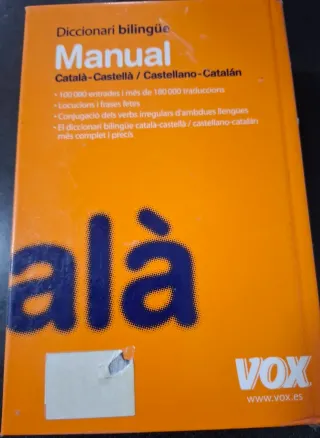 Diccionari bilingüe
Manual
Català-Castellà / Castellano-Catalán
• 100 000 entrades i més de 180 000 traduccions
• Locucions i frases fetes
• Conjugació dels verbs irregulars d'ambdues llengües
• El diccionari bilingüe català-castellà / castellano-catalán
més complet i precís
alà
VOX
www.vox.es